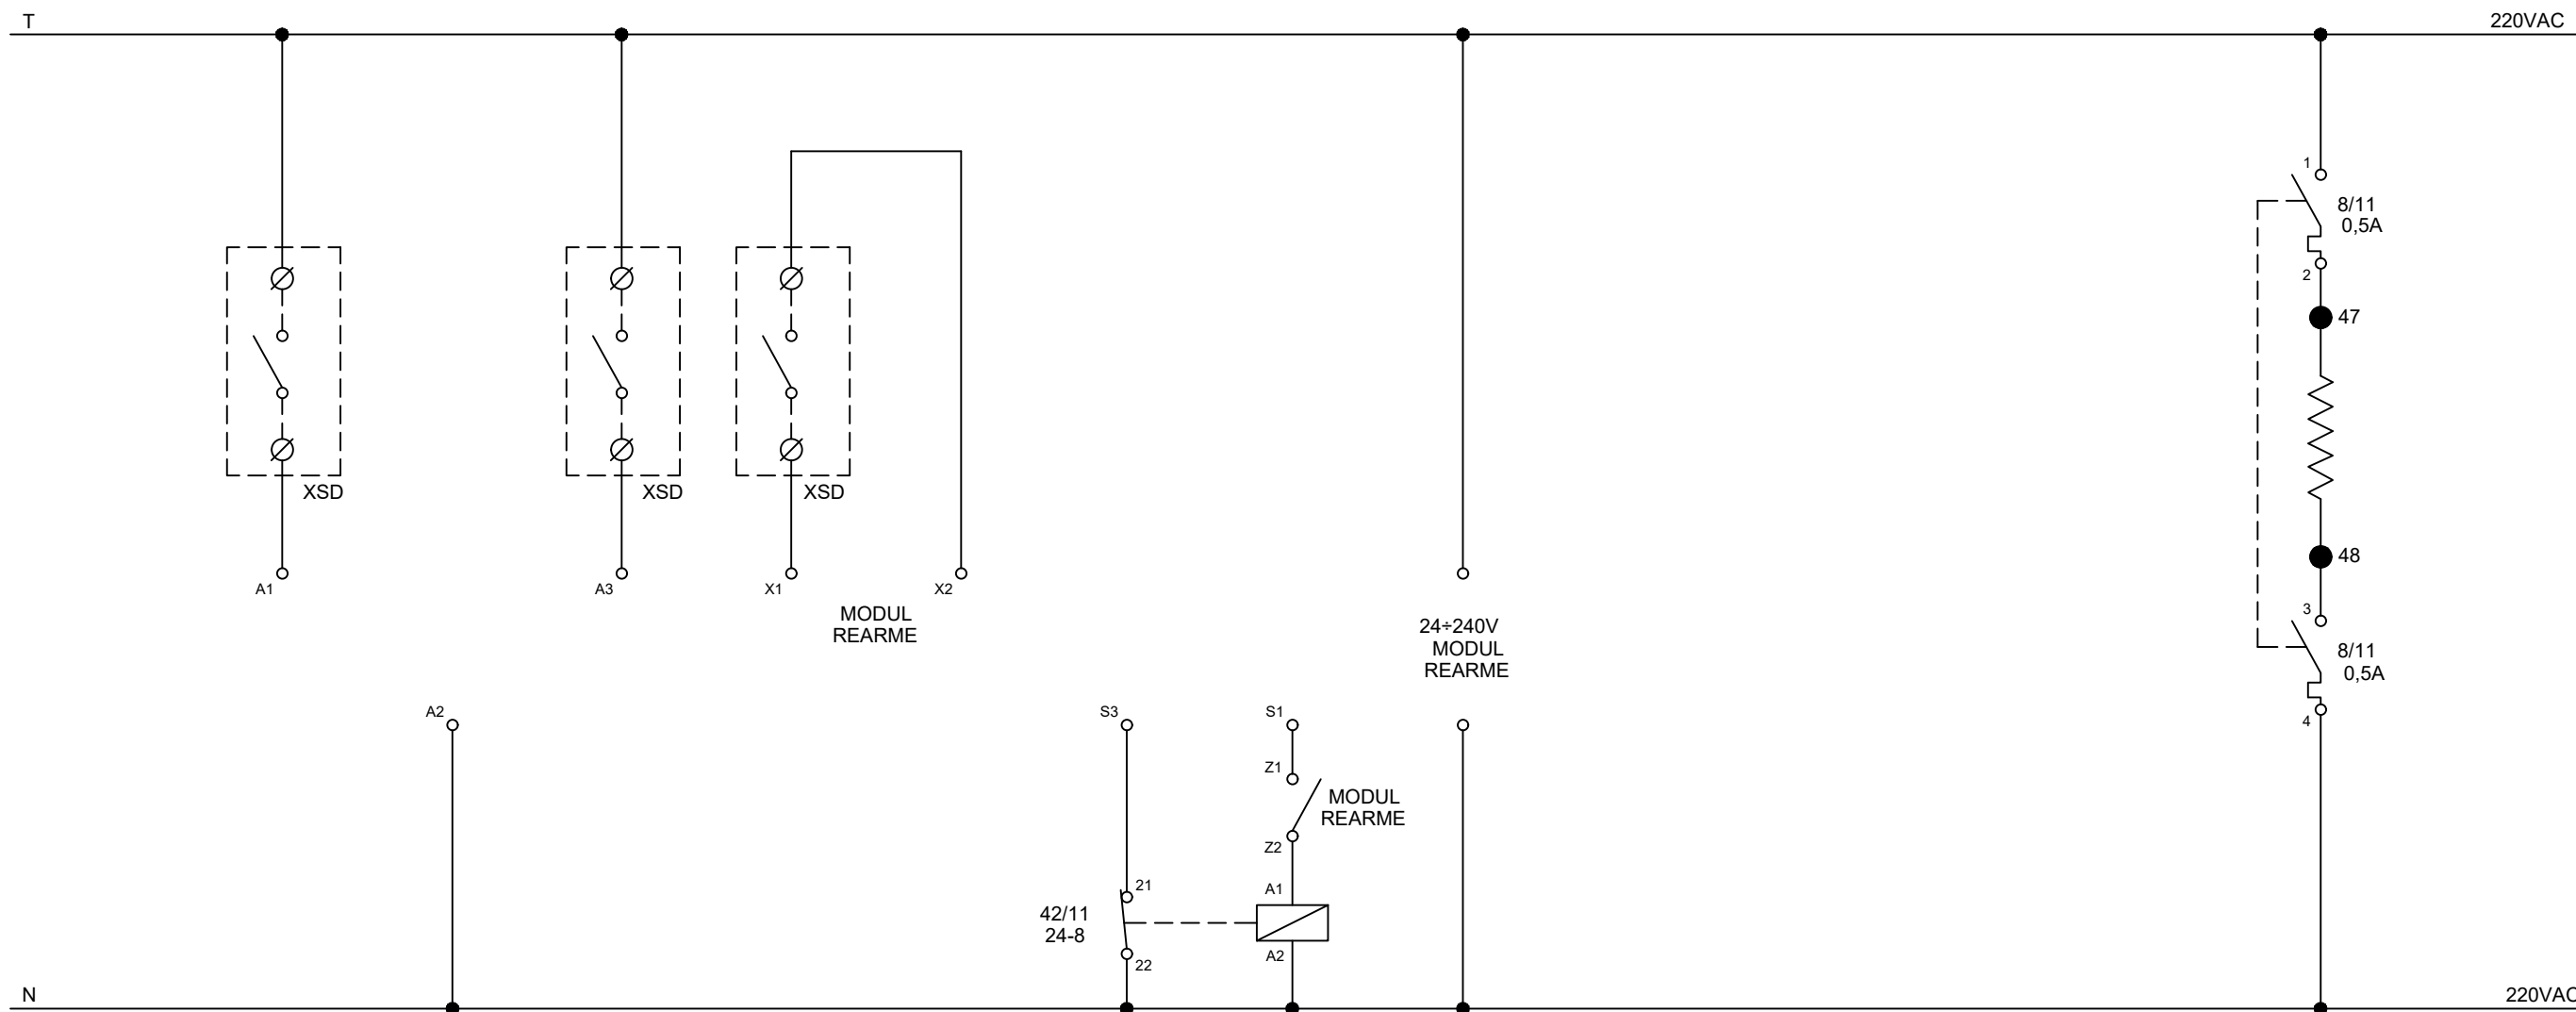 T
220VAC
1
8/11
0,5A
2
47
XSD
XSD
XSD
48
A1
A3
X1
X2
3
MODUL
REARME
24÷240V
MODUL
REARME
8/11
0,5A
A2
S3
S1
4
Z1
MODUL
REARME
Z2
21
A1
42/11
24-8
A2
22
N
220VAC